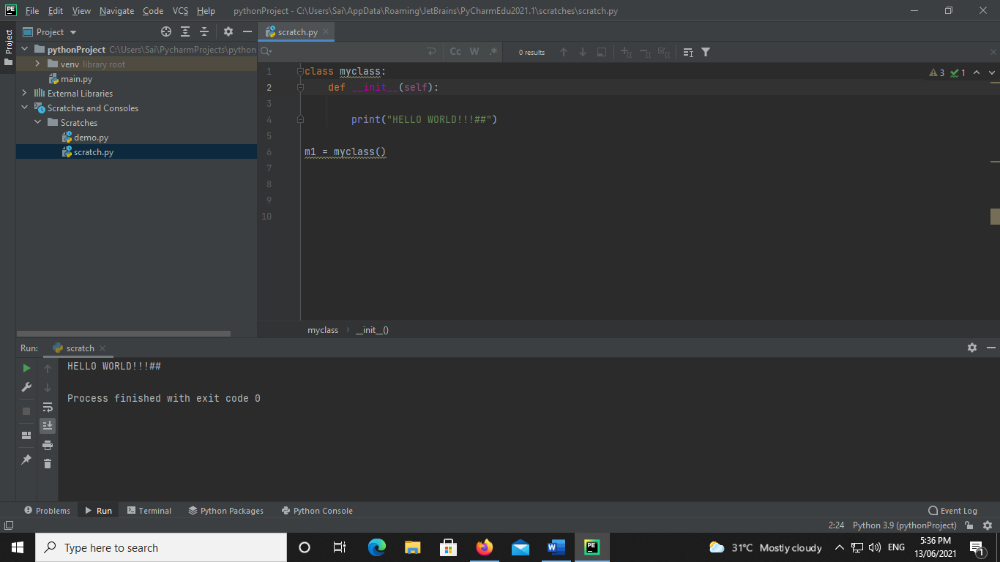 PE File Edit View Navigate Code VCS Help pythonProject - C:\Users\Sai\AppData\Roaming\JetBrains\PyCharmEdu2021.1\scratches\scratch.py
Project
Project
scratch.py
pythonProject C:\Users\Sai\PycharmProjects\python
venv library root
main.py
External Libraries
Scratches and Consoles
Scratches
demo.py
scratch.py
Cc W .* 0 results
3 1
1 class myclass:
2 def __init__(self):
3
4 print("HELLO WORLD!!!##")
5
6 m1 = myclass()
7
8
9
10
myclass __init__()
Run: scratch
HELLO WORLD!!!##
Process finished with exit code 0
Problems Run Terminal Python Packages Python Console Event Log
2:24 Python 3.9 (pythonProject)
Type here to search
31°C Mostly cloudy ENG 5:36 PM
13/06/2021
1